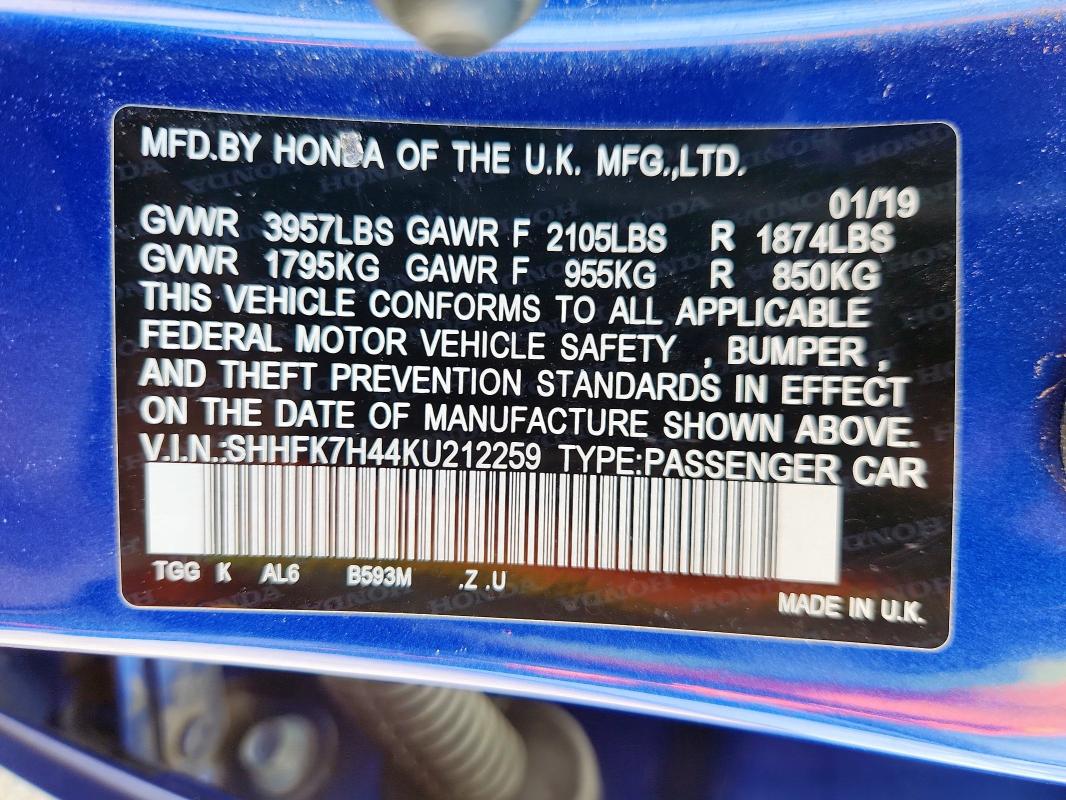 MFD.BY HONDA OF THE U.K. MFG.,LTD.
01/19
GVWR 3957LBS GAWR F 2105LBS R 1874LBS
GVWR 1795KG GAWR F 955KG R 850KG
THIS VEHICLE CONFORMS TO ALL APPLICABLE
FEDERAL MOTOR VEHICLE SAFETY , BUMPER ,
AND THEFT PREVENTION STANDARDS IN EFFECT
ON THE DATE OF MANUFACTURE SHOWN ABOVE.
V.I.N.:SHHFK7H44KU212259 TYPE:PASSENGER CAR
TGG K AL6 B593M .Z .U
MADE IN U.K.